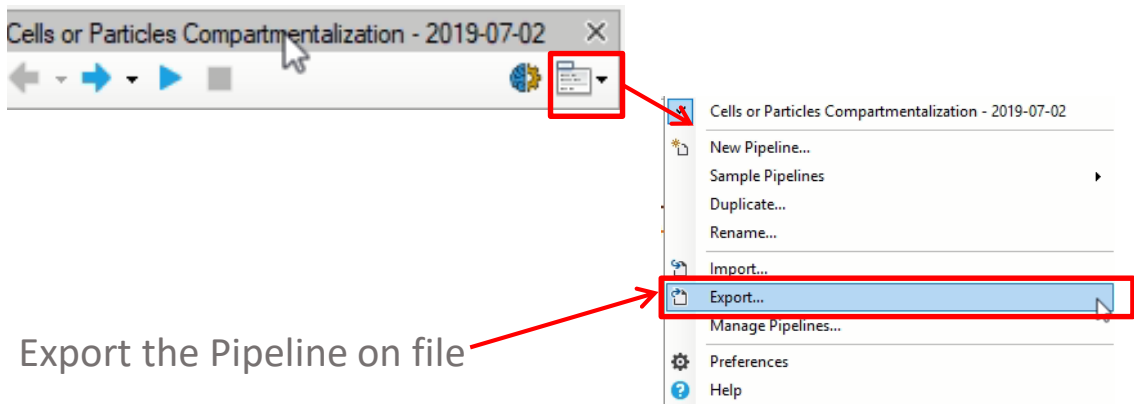 Cells or Particles Compartmentalization - 2019-07-02
Cells or Particles Compartmentalization - 2019-07-02
New Pipeline...
Sample Pipelines
Duplicate...
Rename...
Import...
Export...
Manage Pipelines...
Export the Pipeline on file
Preferences
Help